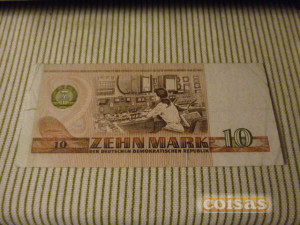 10 ZEHN MARK 10
DER DEUTSCHEN DEMOKRATISCHEN REPUBLIK
coisas